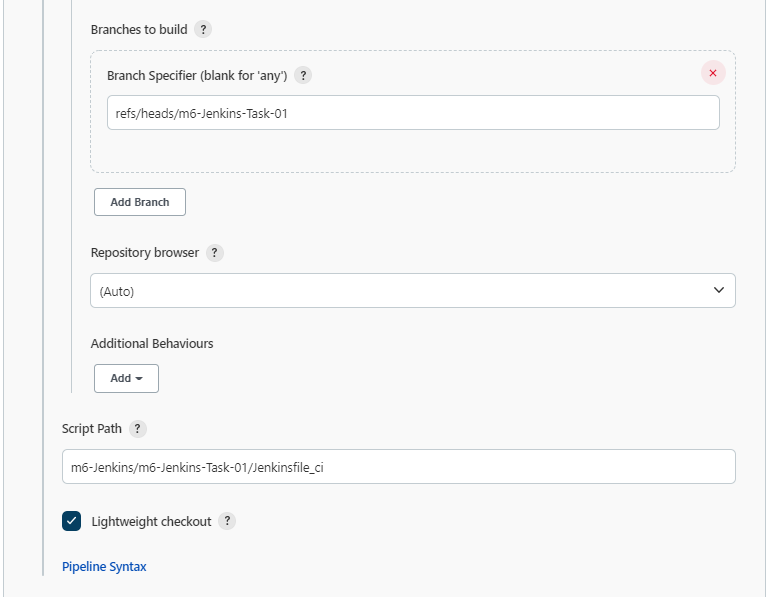 Branches to build ?
Branch Specifier (blank for 'any') ?
refs/heads/m6-Jenkins-Task-01
Add Branch
Repository browser ?
(Auto)
Additional Behaviours
Add
Script Path ?
m6-Jenkins/m6-Jenkins-Task-01/Jenkinsfile_ci
Lightweight checkout ?
Pipeline Syntax